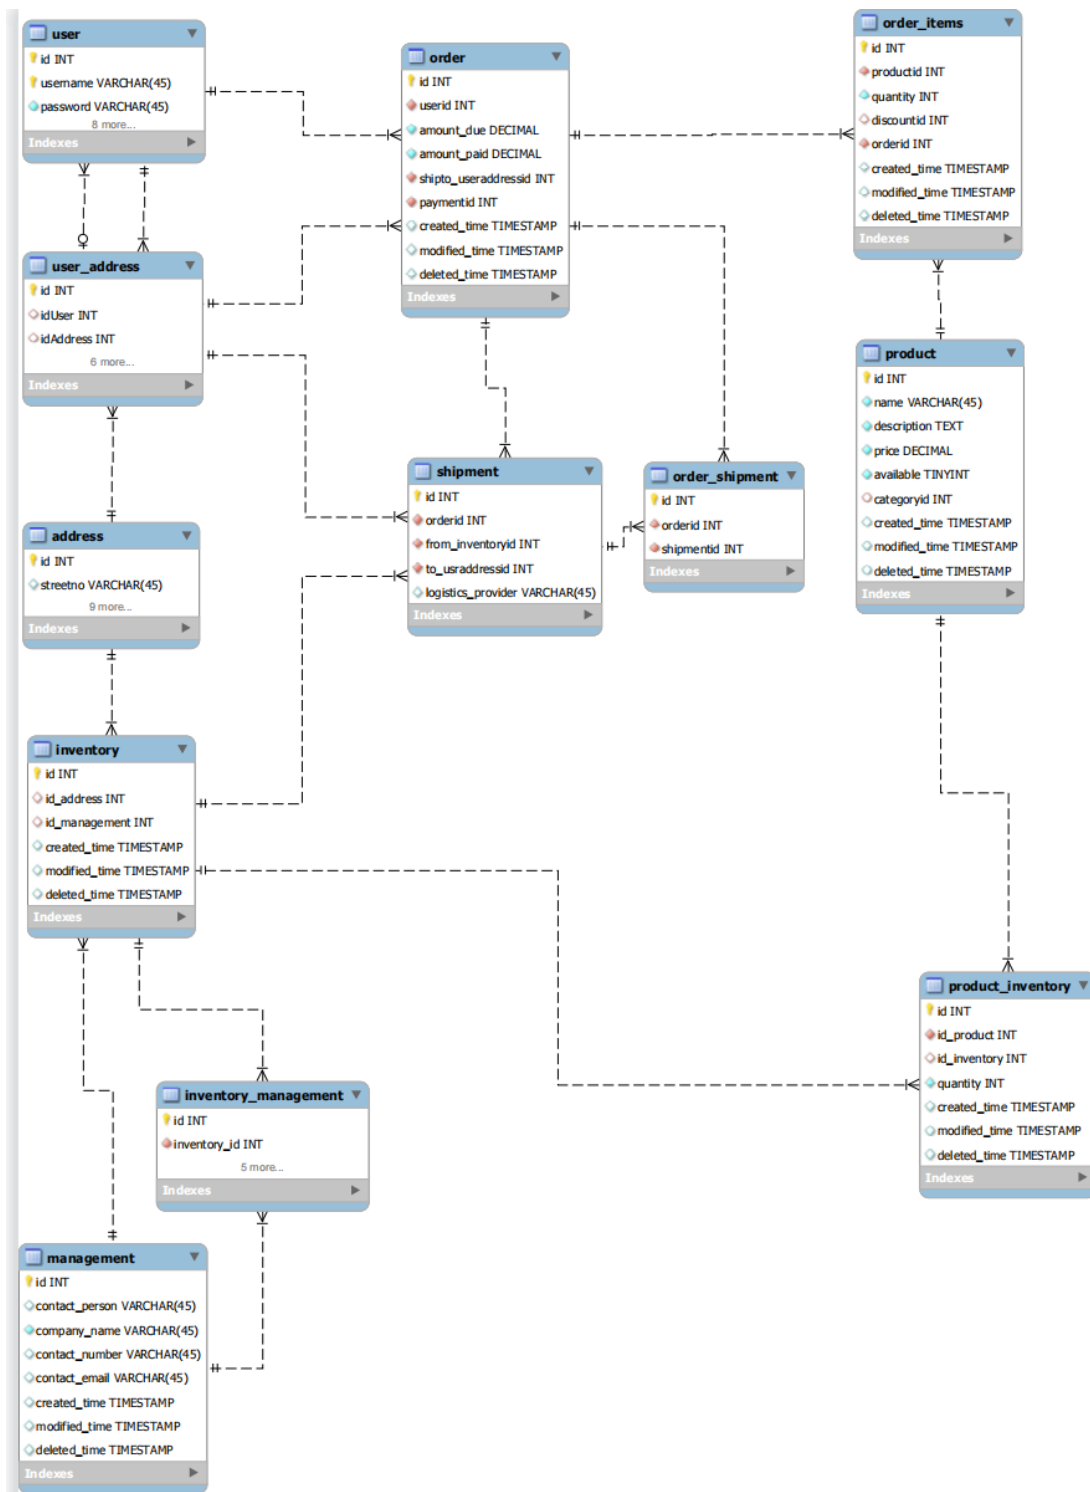 user
id INT
username VARCHAR(45)
password VARCHAR(45)
8 more...
Indexes
order
id INT
userid INT
amount_due DECIMAL
amount_paid DECIMAL
shipto_useraddressid INT
paymentid INT
created_time TIMESTAMP
modified_time TIMESTAMP
deleted_time TIMESTAMP
Indexes
order_items
id INT
productid INT
quantity INT
discountid INT
orderid INT
created_time TIMESTAMP
modified_time TIMESTAMP
deleted_time TIMESTAMP
Indexes
user_address
id INT
idUser INT
idAddress INT
6 more...
Indexes
product
id INT
name VARCHAR(45)
description TEXT
price DECIMAL
available TINYINT
categoryid INT
created_time TIMESTAMP
modified_time TIMESTAMP
deleted_time TIMESTAMP
Indexes
shipment
id INT
orderid INT
from_inventoryid INT
to_usraddressid INT
logistics_provider VARCHAR(45)
Indexes
order_shipment
id INT
orderid INT
shipmentid INT
Indexes
address
id INT
streetno VARCHAR(45)
9 more...
Indexes
inventory
id INT
id_address INT
id_management INT
created_time TIMESTAMP
modified_time TIMESTAMP
deleted_time TIMESTAMP
Indexes
product_inventory
id INT
id_product INT
id_inventory INT
quantity INT
created_time TIMESTAMP
modified_time TIMESTAMP
deleted_time TIMESTAMP
Indexes
inventory_management
id INT
inventory_id INT
5 more...
Indexes
management
id INT
contact_person VARCHAR(45)
company_name VARCHAR(45)
contact_number VARCHAR(45)
contact_email VARCHAR(45)
created_time TIMESTAMP
modified_time TIMESTAMP
deleted_time TIMESTAMP
Indexes